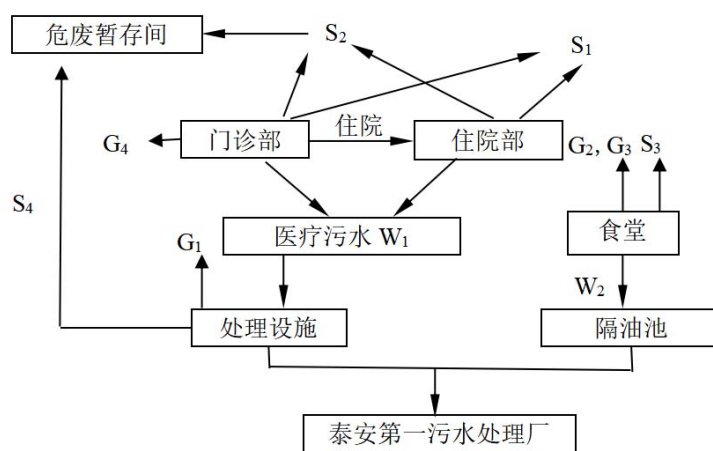 危废暂存间
S₂
S₁
住院
G₄
门诊部
住院部
G₂, G₃ S₃
S₄
G₁
医疗污水 W₁
食堂
W₂
处理设施
隔油池
泰安第一污水处理厂